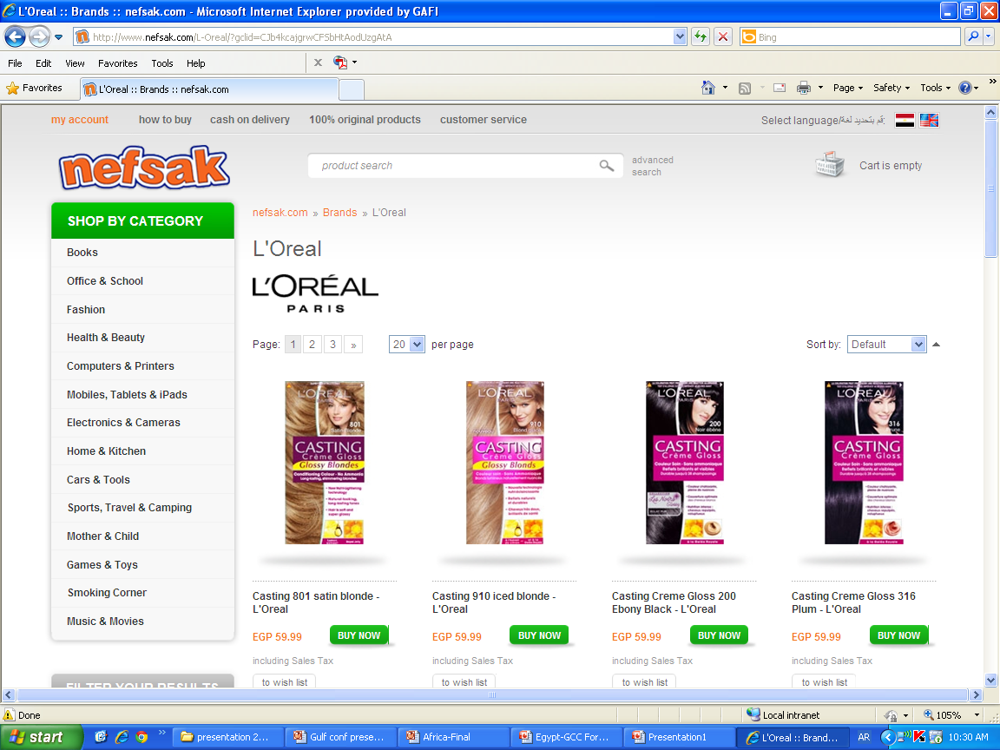 L'Oreal :: Brands :: nefsak.com - Microsoft Internet Explorer provided by GAFI
http://www.nefsak.com/L-Oreal/?gclid=CJb4kcajgrwCFSbHtAodUzgAtA
Bing
File Edit View Favorites Tools Help
Favorites L'Oreal :: Brands :: nefsak.com Page Safety Tools
my account how to buy cash on delivery 100% original products customer service Select language/قم بتحديد لغة:
nefsak product search advanced search Cart is empty
SHOP BY CATEGORY
Books
Office & School
Fashion
Health & Beauty
Computers & Printers
Mobiles, Tablets & iPads
Electronics & Cameras
Home & Kitchen
Cars & Tools
Sports, Travel & Camping
Mother & Child
Games & Toys
Smoking Corner
Music & Movies
FILTER YOUR RESULTS
nefsak.com » Brands » L'Oreal
L'Oreal
L'ORÉAL
PARIS
Page: 1 2 3 » 20 per page Sort by: Default
L'ORÉAL
801
CASTING
Crème Gloss
Glossy Blondes
L'ORÉAL
910
CASTING
Crème Gloss
Glossy Blonds
L'ORÉAL
200
Noir ébène
CASTING
Crème Gloss
L'ORÉAL
316
CASTING
Crème Gloss
Casting 801 satin blonde -
L'Oreal
EGP 59.99 BUY NOW
including Sales Tax
to wish list
Casting 910 iced blonde -
L'Oreal
EGP 59.99 BUY NOW
including Sales Tax
to wish list
Casting Creme Gloss 200
Ebony Black - L'Oreal
EGP 59.99 BUY NOW
including Sales Tax
to wish list
Casting Creme Gloss 316
Plum - L'Oreal
EGP 59.99 BUY NOW
including Sales Tax
to wish list
Done Local intranet 105%
start presentation 2... Gulf conf prese... Africa-Final Egypt-GCC For... Presentation1 L'Oreal :: Brand... AR 10:30 AM